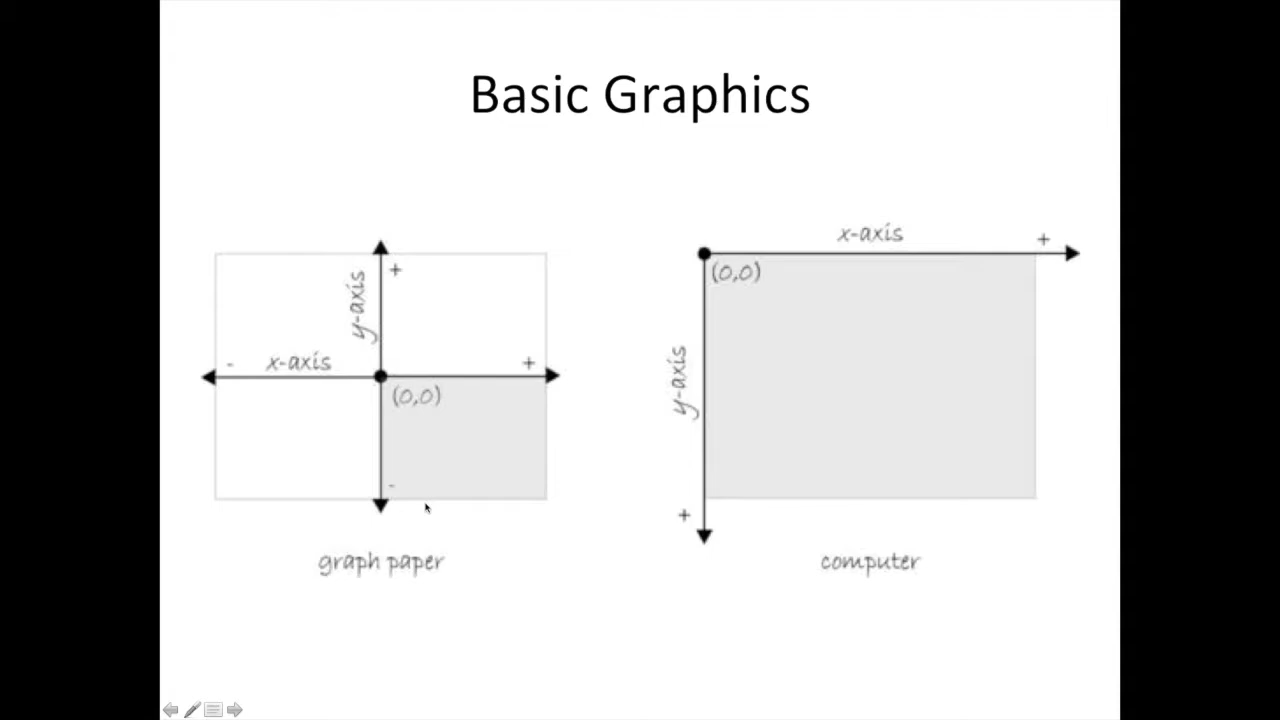 Basic Graphics
+
y-axis
- x-axis +
(0,0)
-
graph paper
x-axis +
(0,0)
y-axis
+
computer